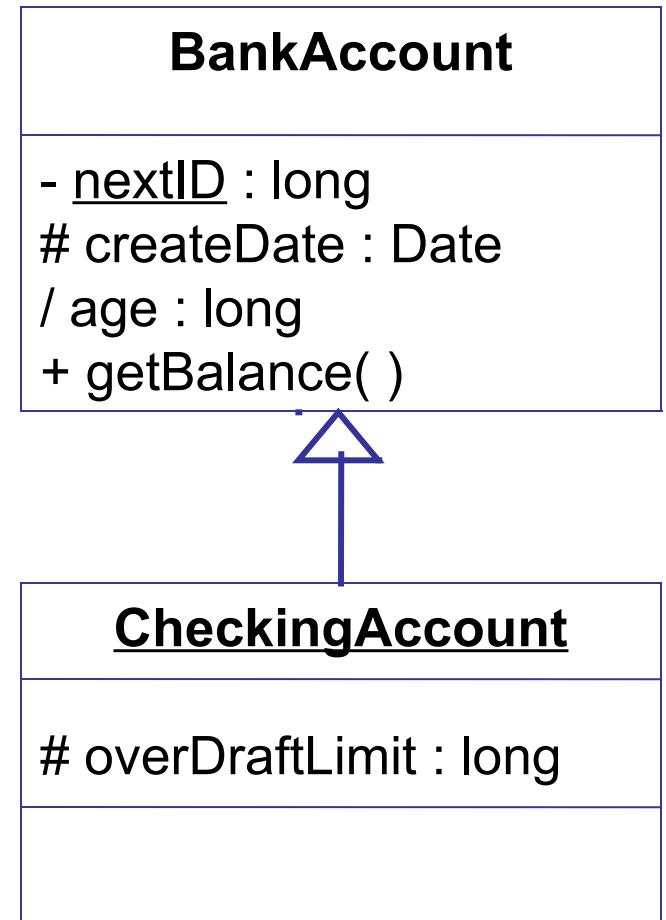 BankAccount
- nextID : long
# createDate : Date
/ age : long
+ getBalance( )
CheckingAccount
# overDraftLimit : long